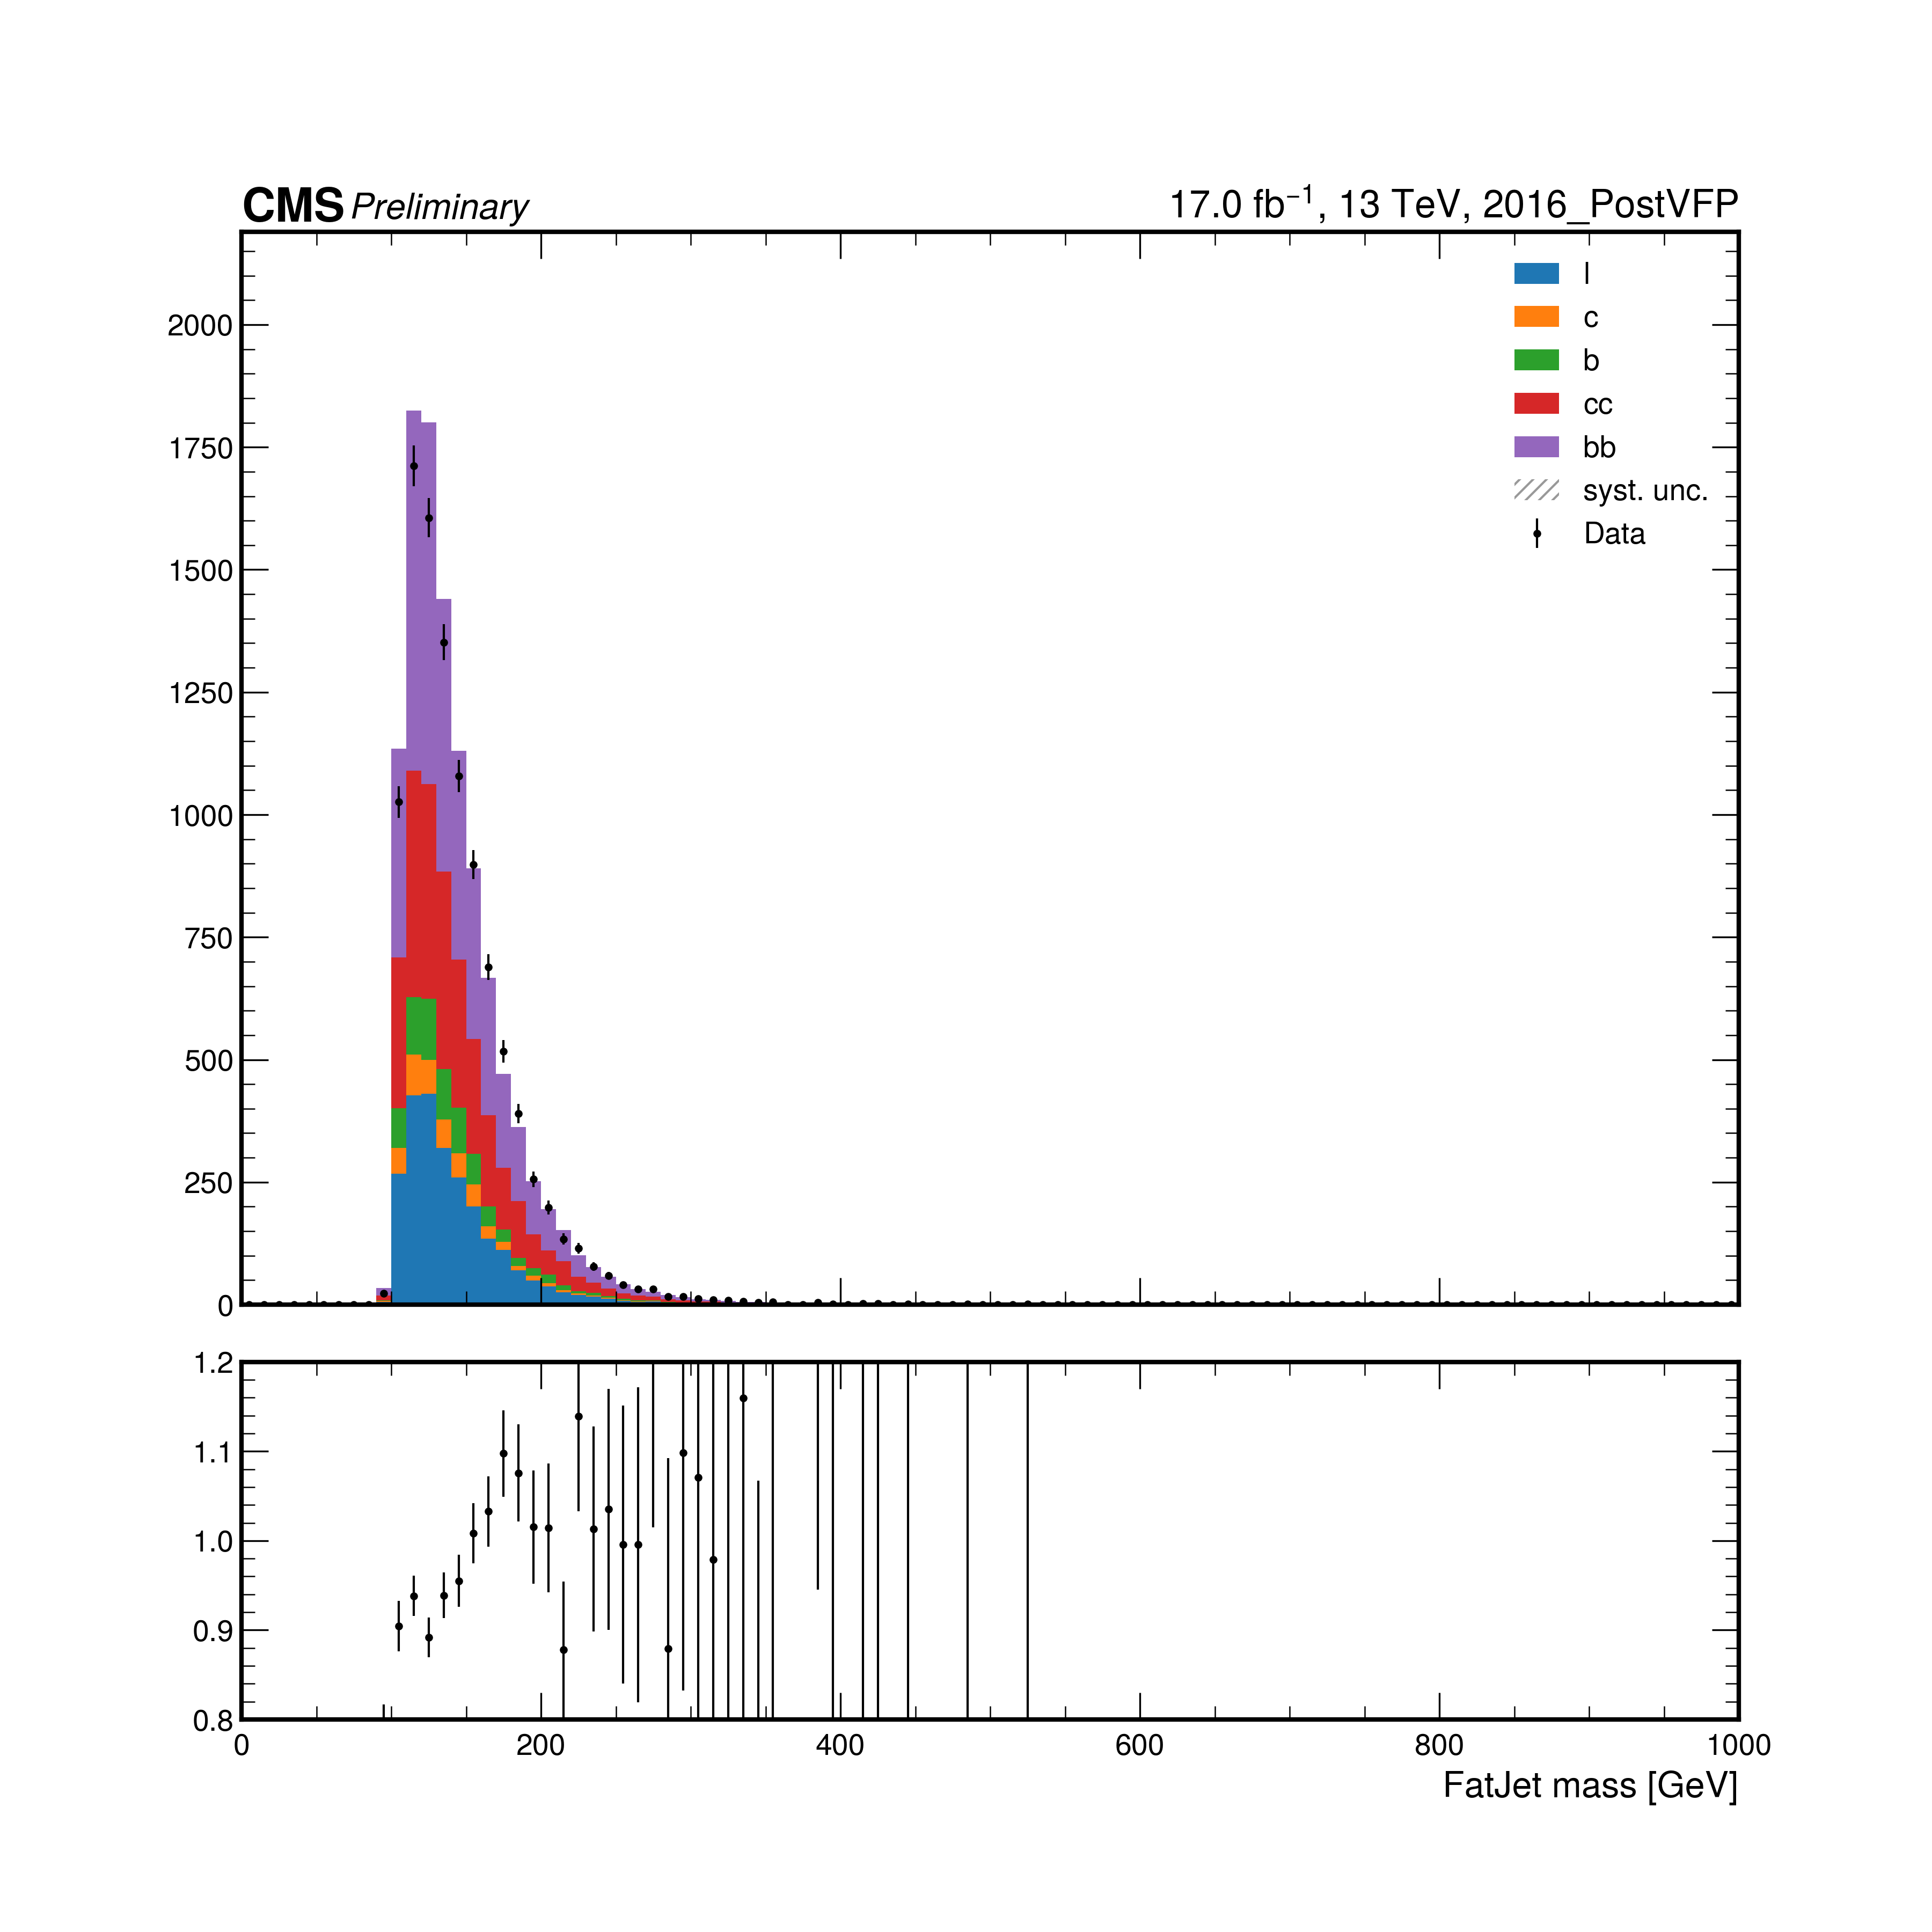 CMS Preliminary
17.0 fb⁻¹, 13 TeV, 2016_PostVFP
l
c
b
cc
bb
syst. unc.
Data
2000
1750
1500
1250
1000
750
500
250
0
1.2
1.1
1.0
0.9
0.8
0 200 400 600 800 1000
FatJet mass [GeV]